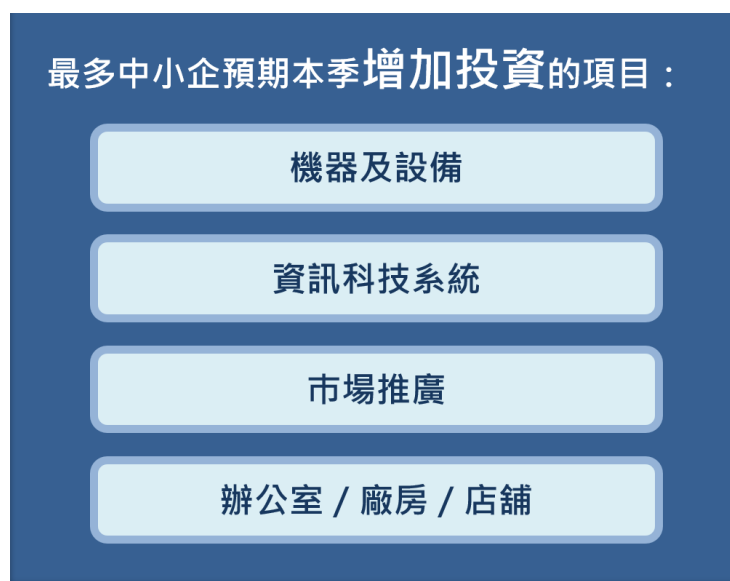 最多中小企預期本季增加投資的項目：
機器及設備
資訊科技系統
市場推廣
辦公室 / 廠房 / 店舖